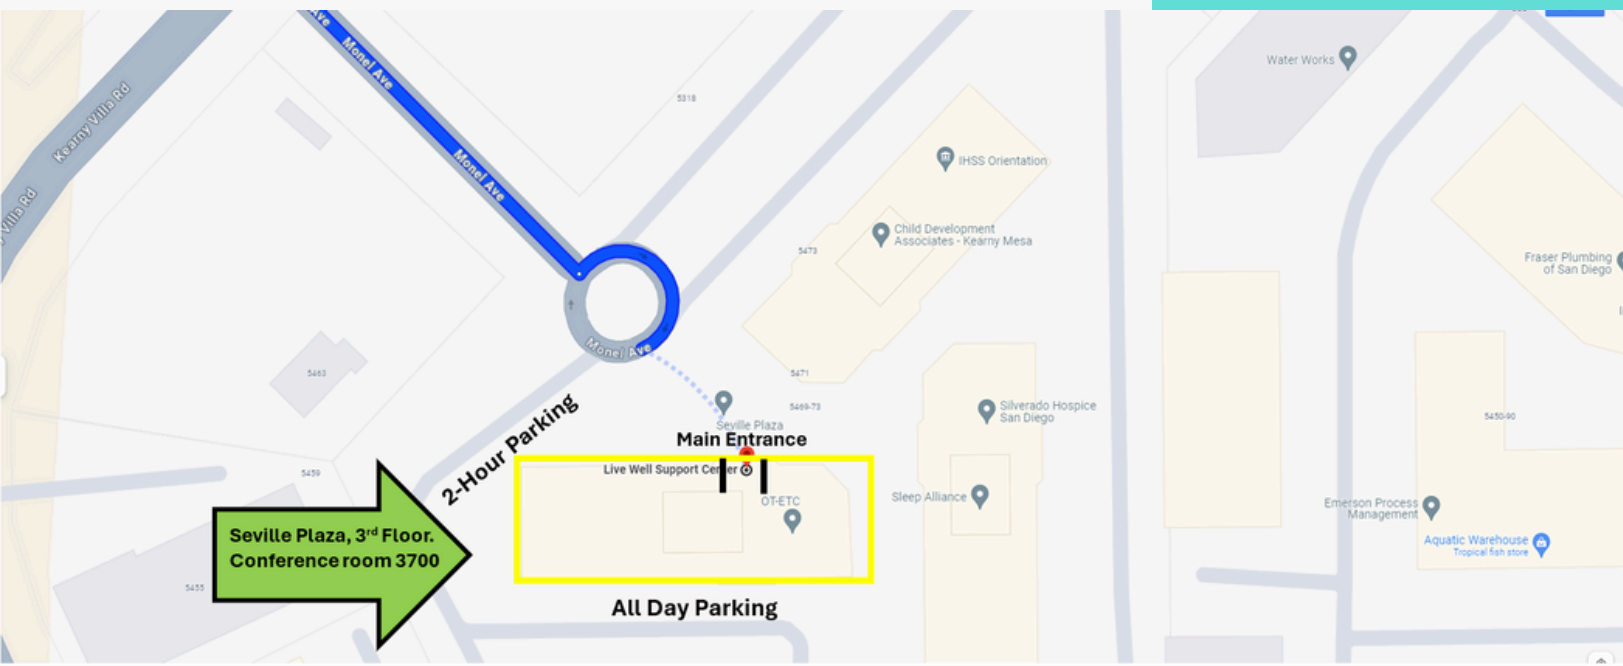 Ave
Monel Ave
Kearny Villa Rd
Villa Rd
Monel Ave
5318
Water Works
IHSS Orientation
Child Development
Associates - Kearny Mesa
5473
Fraser Plumbing
of San Diego
Monel Ave
5463
5471
5469-73
Seville Plaza
Main Entrance
2-Hour Parking
Silverado Hospice
San Diego
5450-90
Live Well Support Center
5459
OT-ETC
Sleep Alliance
Emerson Process
Management
Seville Plaza, 3rd Floor.
Conference room 3700
Aquatic Warehouse
Tropical fish store
5455
All Day Parking